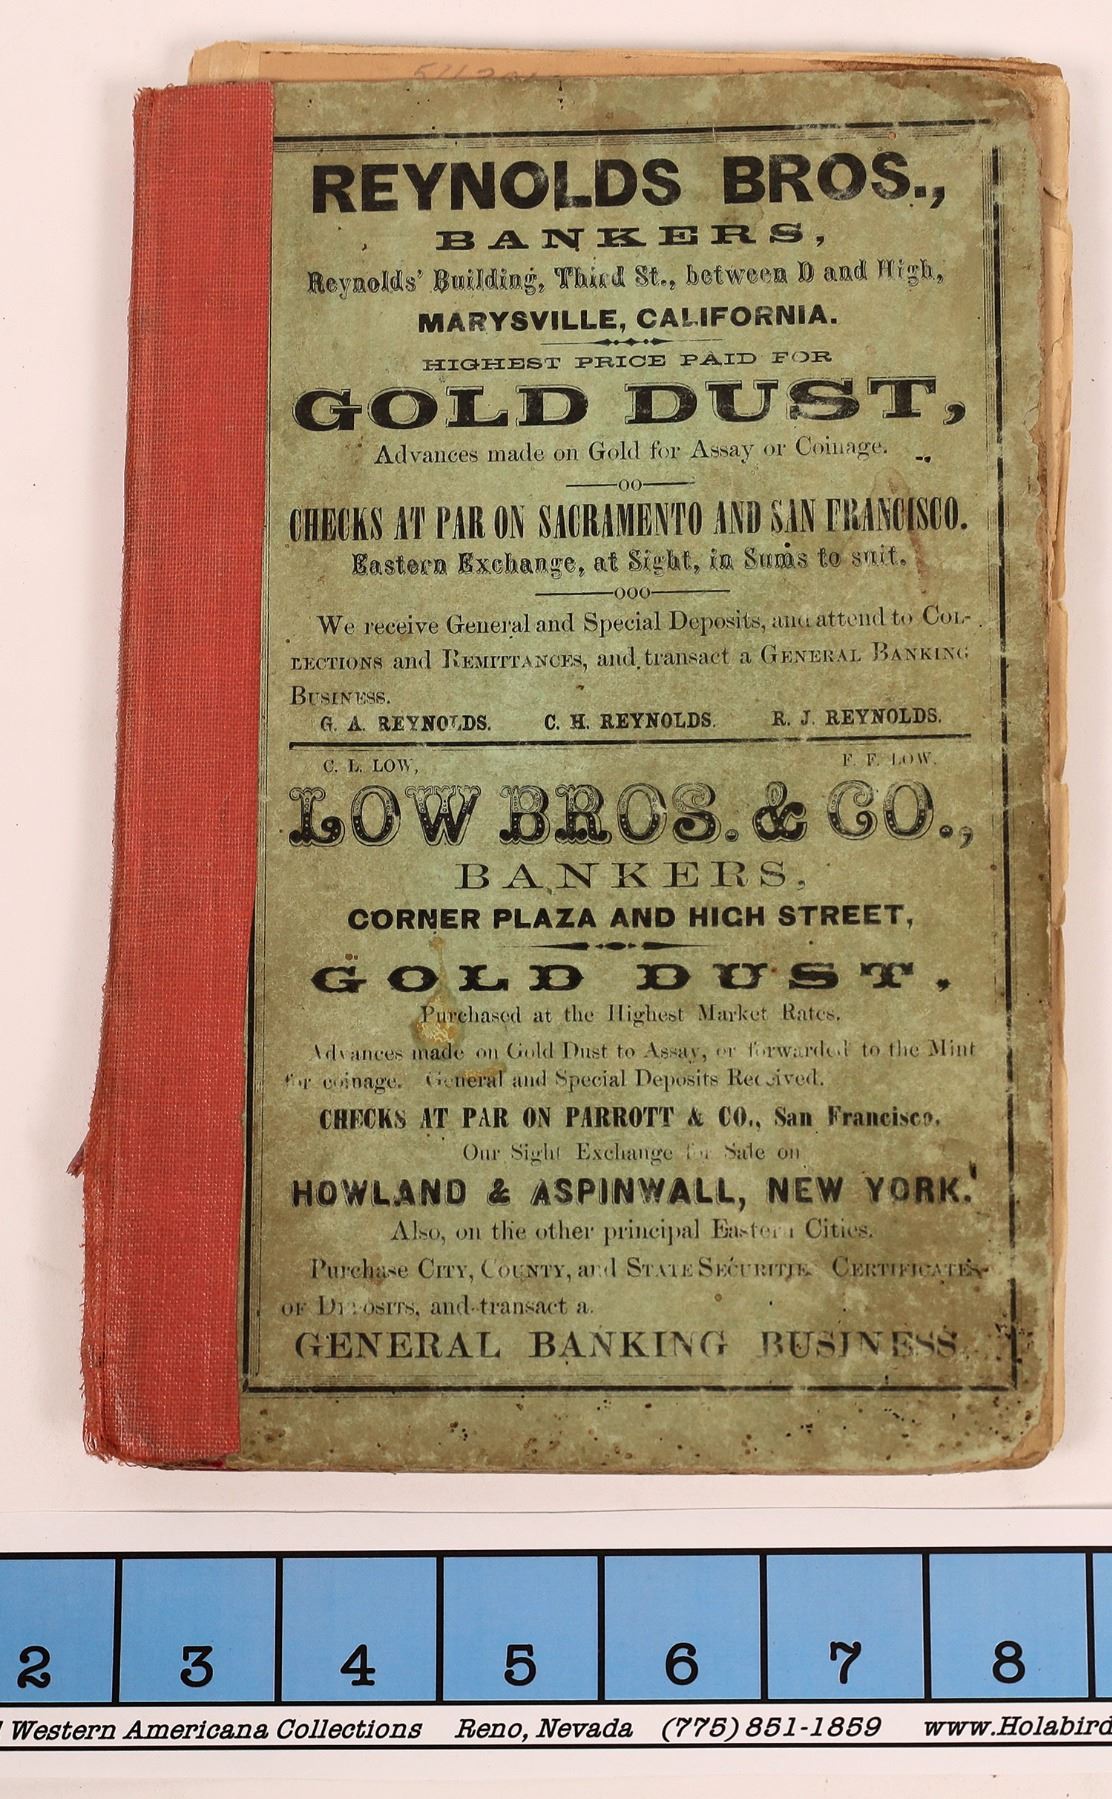 REYNOLDS BROS.,
BANKERS,
Reynolds' Building, Third St., between D and High,
MARYSVILLE, CALIFORNIA.
HIGHEST PRICE PAID FOR
GOLD DUST,
Advances made on Gold for Assay or Coinage.
oo
CHECKS AT PAR ON SACRAMENTO AND SAN FRANCISCO.
Eastern Exchange, at Sight, in Sums to suit.
ooo
We receive General and Special Deposits, and attend to COL-
LECTIONS and REMITTANCES, and transact a GENERAL BANKING
BUSINESS.
G. A. REYNOLDS. C. H. REYNOLDS. R. J. REYNOLDS.
C. L. LOW, F. F. LOW.
LOW BROS. & CO.,
BANKERS,
CORNER PLAZA AND HIGH STREET,
GOLD DUST,
Purchased at the Highest Market Rates.
Advances made on Gold Dust to Assay, or forwarded to the Mint
for coinage. General and Special Deposits Received.
CHECKS AT PAR ON PARROTT & CO., San Francisco.
Our Sight Exchange for Sale on
HOWLAND & ASPINWALL, NEW YORK.
Also, on the other principal Eastern Cities.
Purchase CITY, COUNTY, and STATE SECURITIES. CERTIFICATES
OF DEPOSITS, and transact a
GENERAL BANKING BUSINESS.
2 3 4 5 6 7 8
Western Americana Collections Reno, Nevada (775) 851-1859 www.Holabird